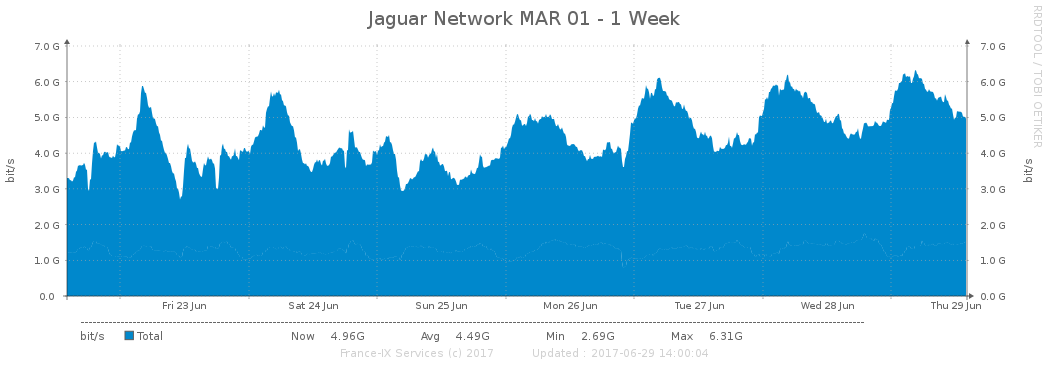 Jaguar Network MAR 01 - 1 Week
RRDTOOL / TOBI OETIKER
7.0 G 7.0 G
6.0 G 6.0 G
5.0 G 5.0 G
4.0 G 4.0 G
3.0 G 3.0 G
2.0 G 2.0 G
1.0 G 1.0 G
0.0 0.0 G
bit/s bit/s
Fri 23 Jun Sat 24 Jun Sun 25 Jun Mon 26 Jun Tue 27 Jun Wed 28 Jun Thu 29 Jun
bit/s Total Now 4.96G Avg 4.49G Min 2.69G Max 6.31G
France-IX Services (c) 2017 Updated : 2017-06-29 14:00:04